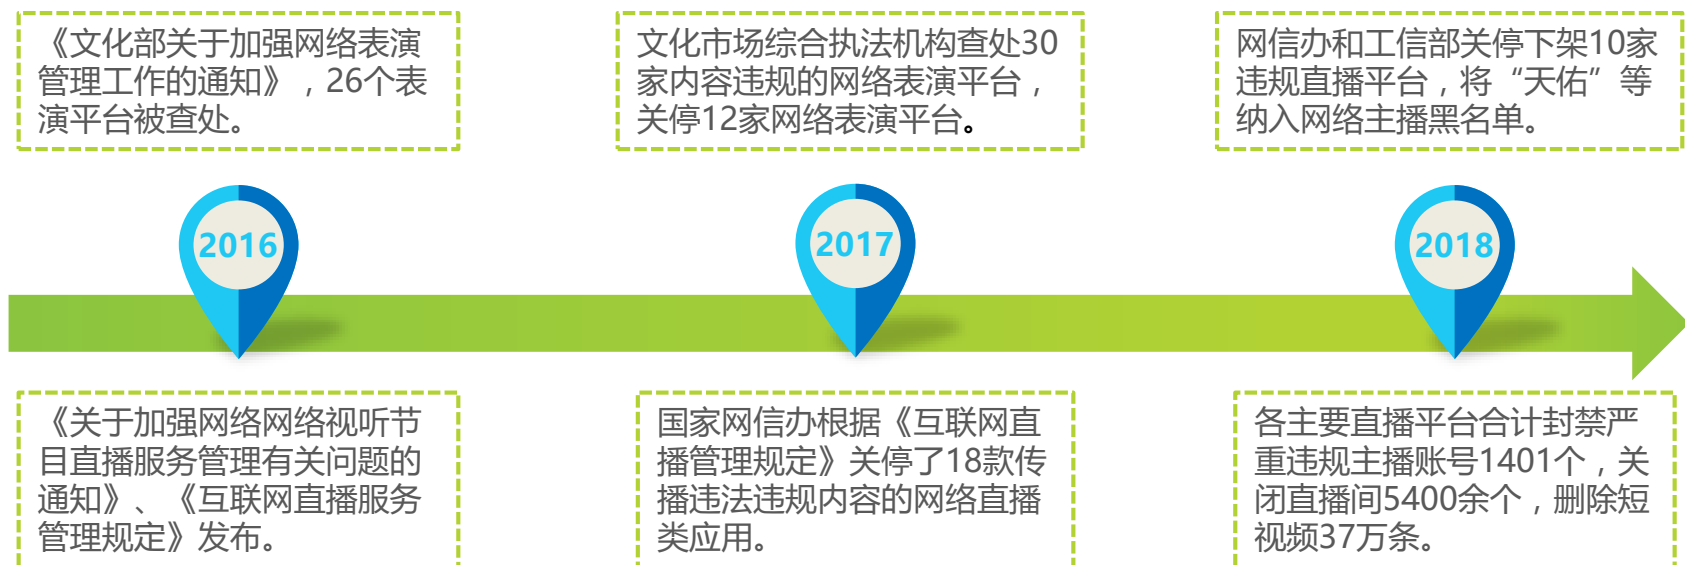 《文化部关于加强网络表演
管理工作的通知》，26个表
演平台被查处。
文化市场综合执法机构查处30
家内容违规的网络表演平台，
关停12家网络表演平台。
网信办和工信部关停下架10家
违规直播平台，将“天佑”等
纳入网络主播黑名单。
2016
2017
2018
《关于加强网络网络视听节
目直播服务管理有关问题的
通知》、《互联网直播服务
管理规定》发布。
国家网信办根据《互联网直
播管理规定》关停了18款传
播违法违规内容的网络直播
类应用。
各主要直播平台合计封禁严
重违规主播账号1401个，关
闭直播间5400余个，删除短
视频37万条。